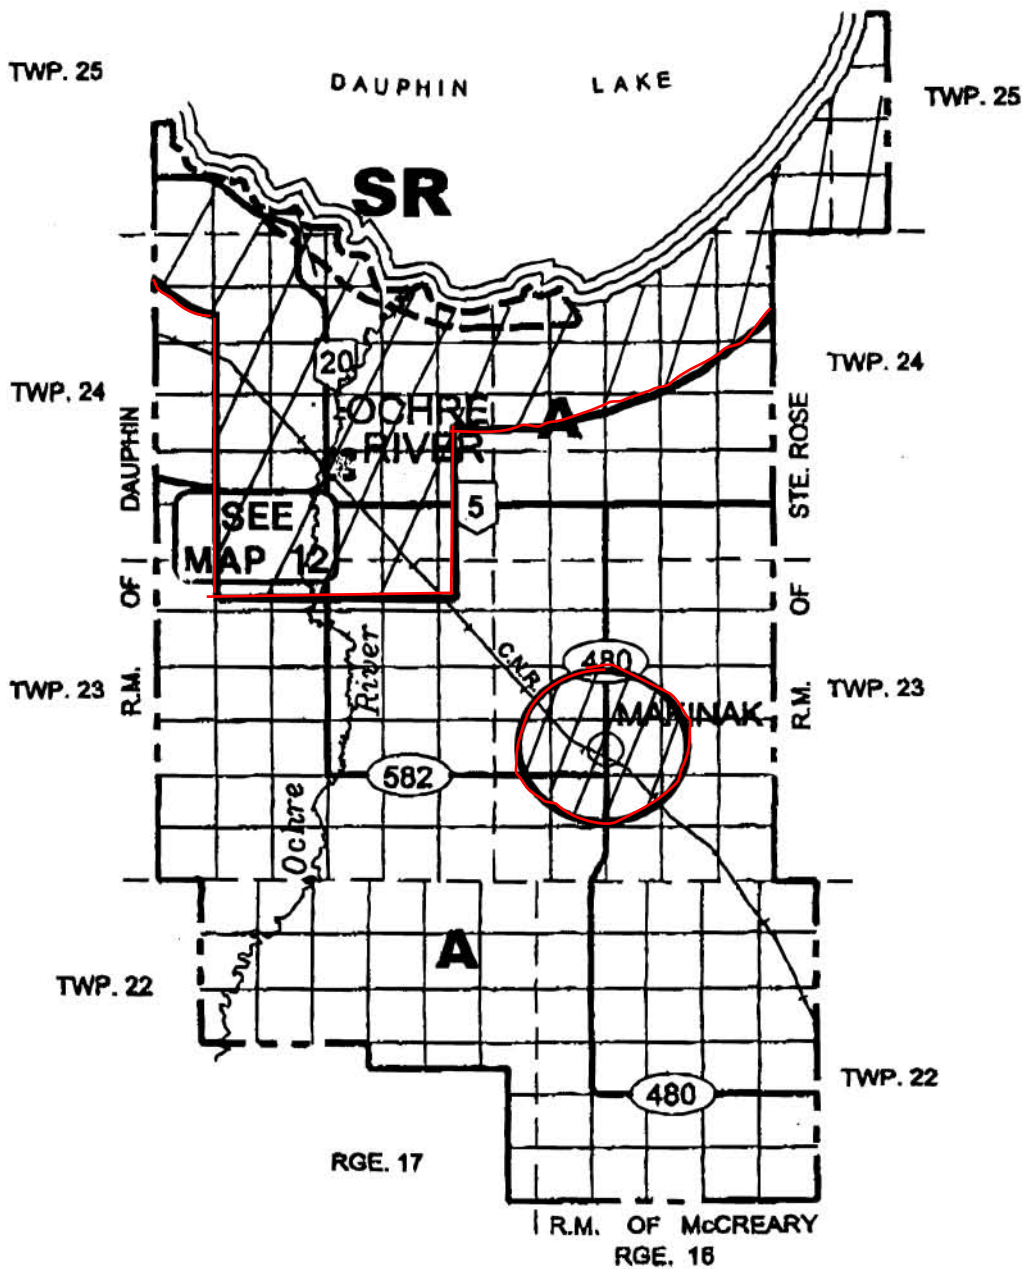 TWP. 25
DAUPHIN LAKE
TWP. 25
SR
20
TWP. 24
TWP. 24
OCHRE
RIVER
A
DAUPHIN
STE. ROSE
5
SEE
MAP 12
OF
OF
R.M.
R.M.
TWP. 23
TWP. 23
River
C.N.R.
480
MAKINAK
582
Ochre
A
TWP. 22
TWP. 22
480
RGE. 17
R.M. OF McCREARY
RGE. 16